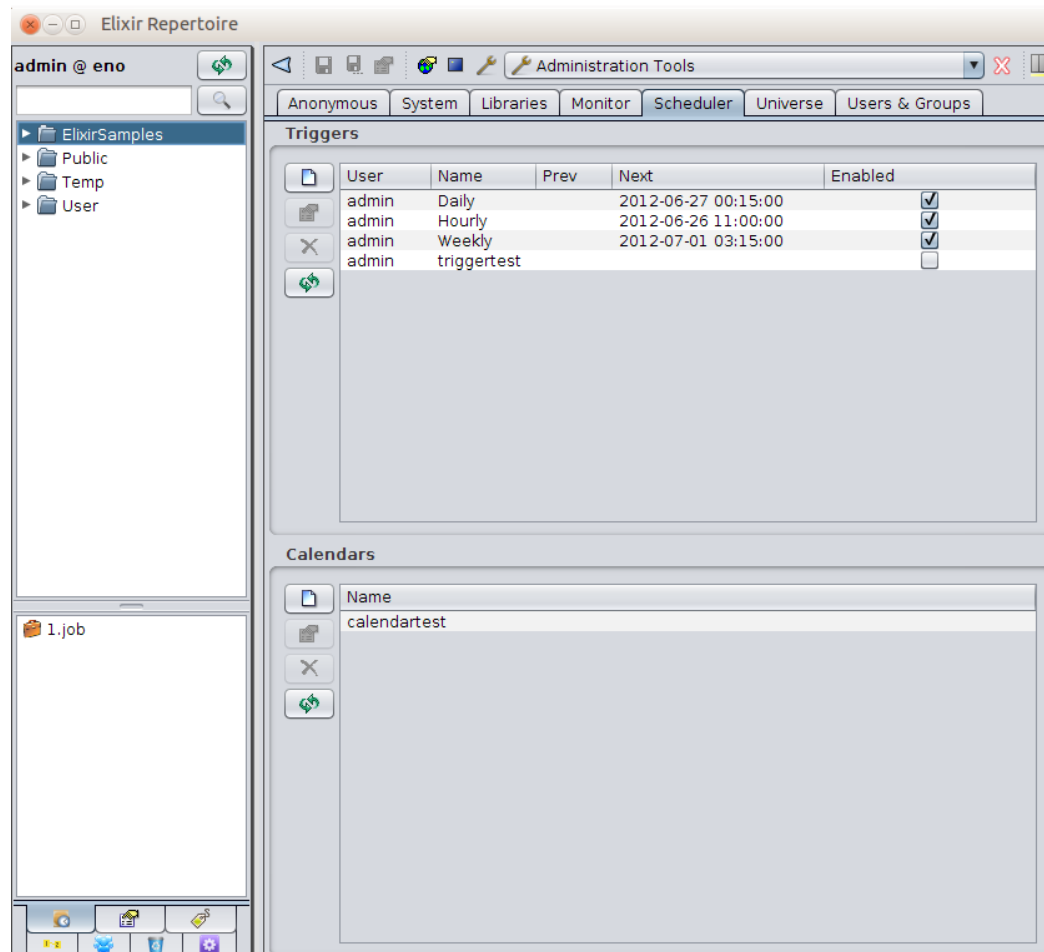 Elixir Repertoire
admin @ eno
ElixirSamples
Public
Temp
User
1.job
Administration Tools
Anonymous System Libraries Monitor Scheduler Universe Users & Groups
Triggers
User Name Prev Next Enabled
admin Daily 2012-06-27 00:15:00
admin Hourly 2012-06-26 11:00:00
admin Weekly 2012-07-01 03:15:00
admin triggertest
Calendars
Name
calendartest